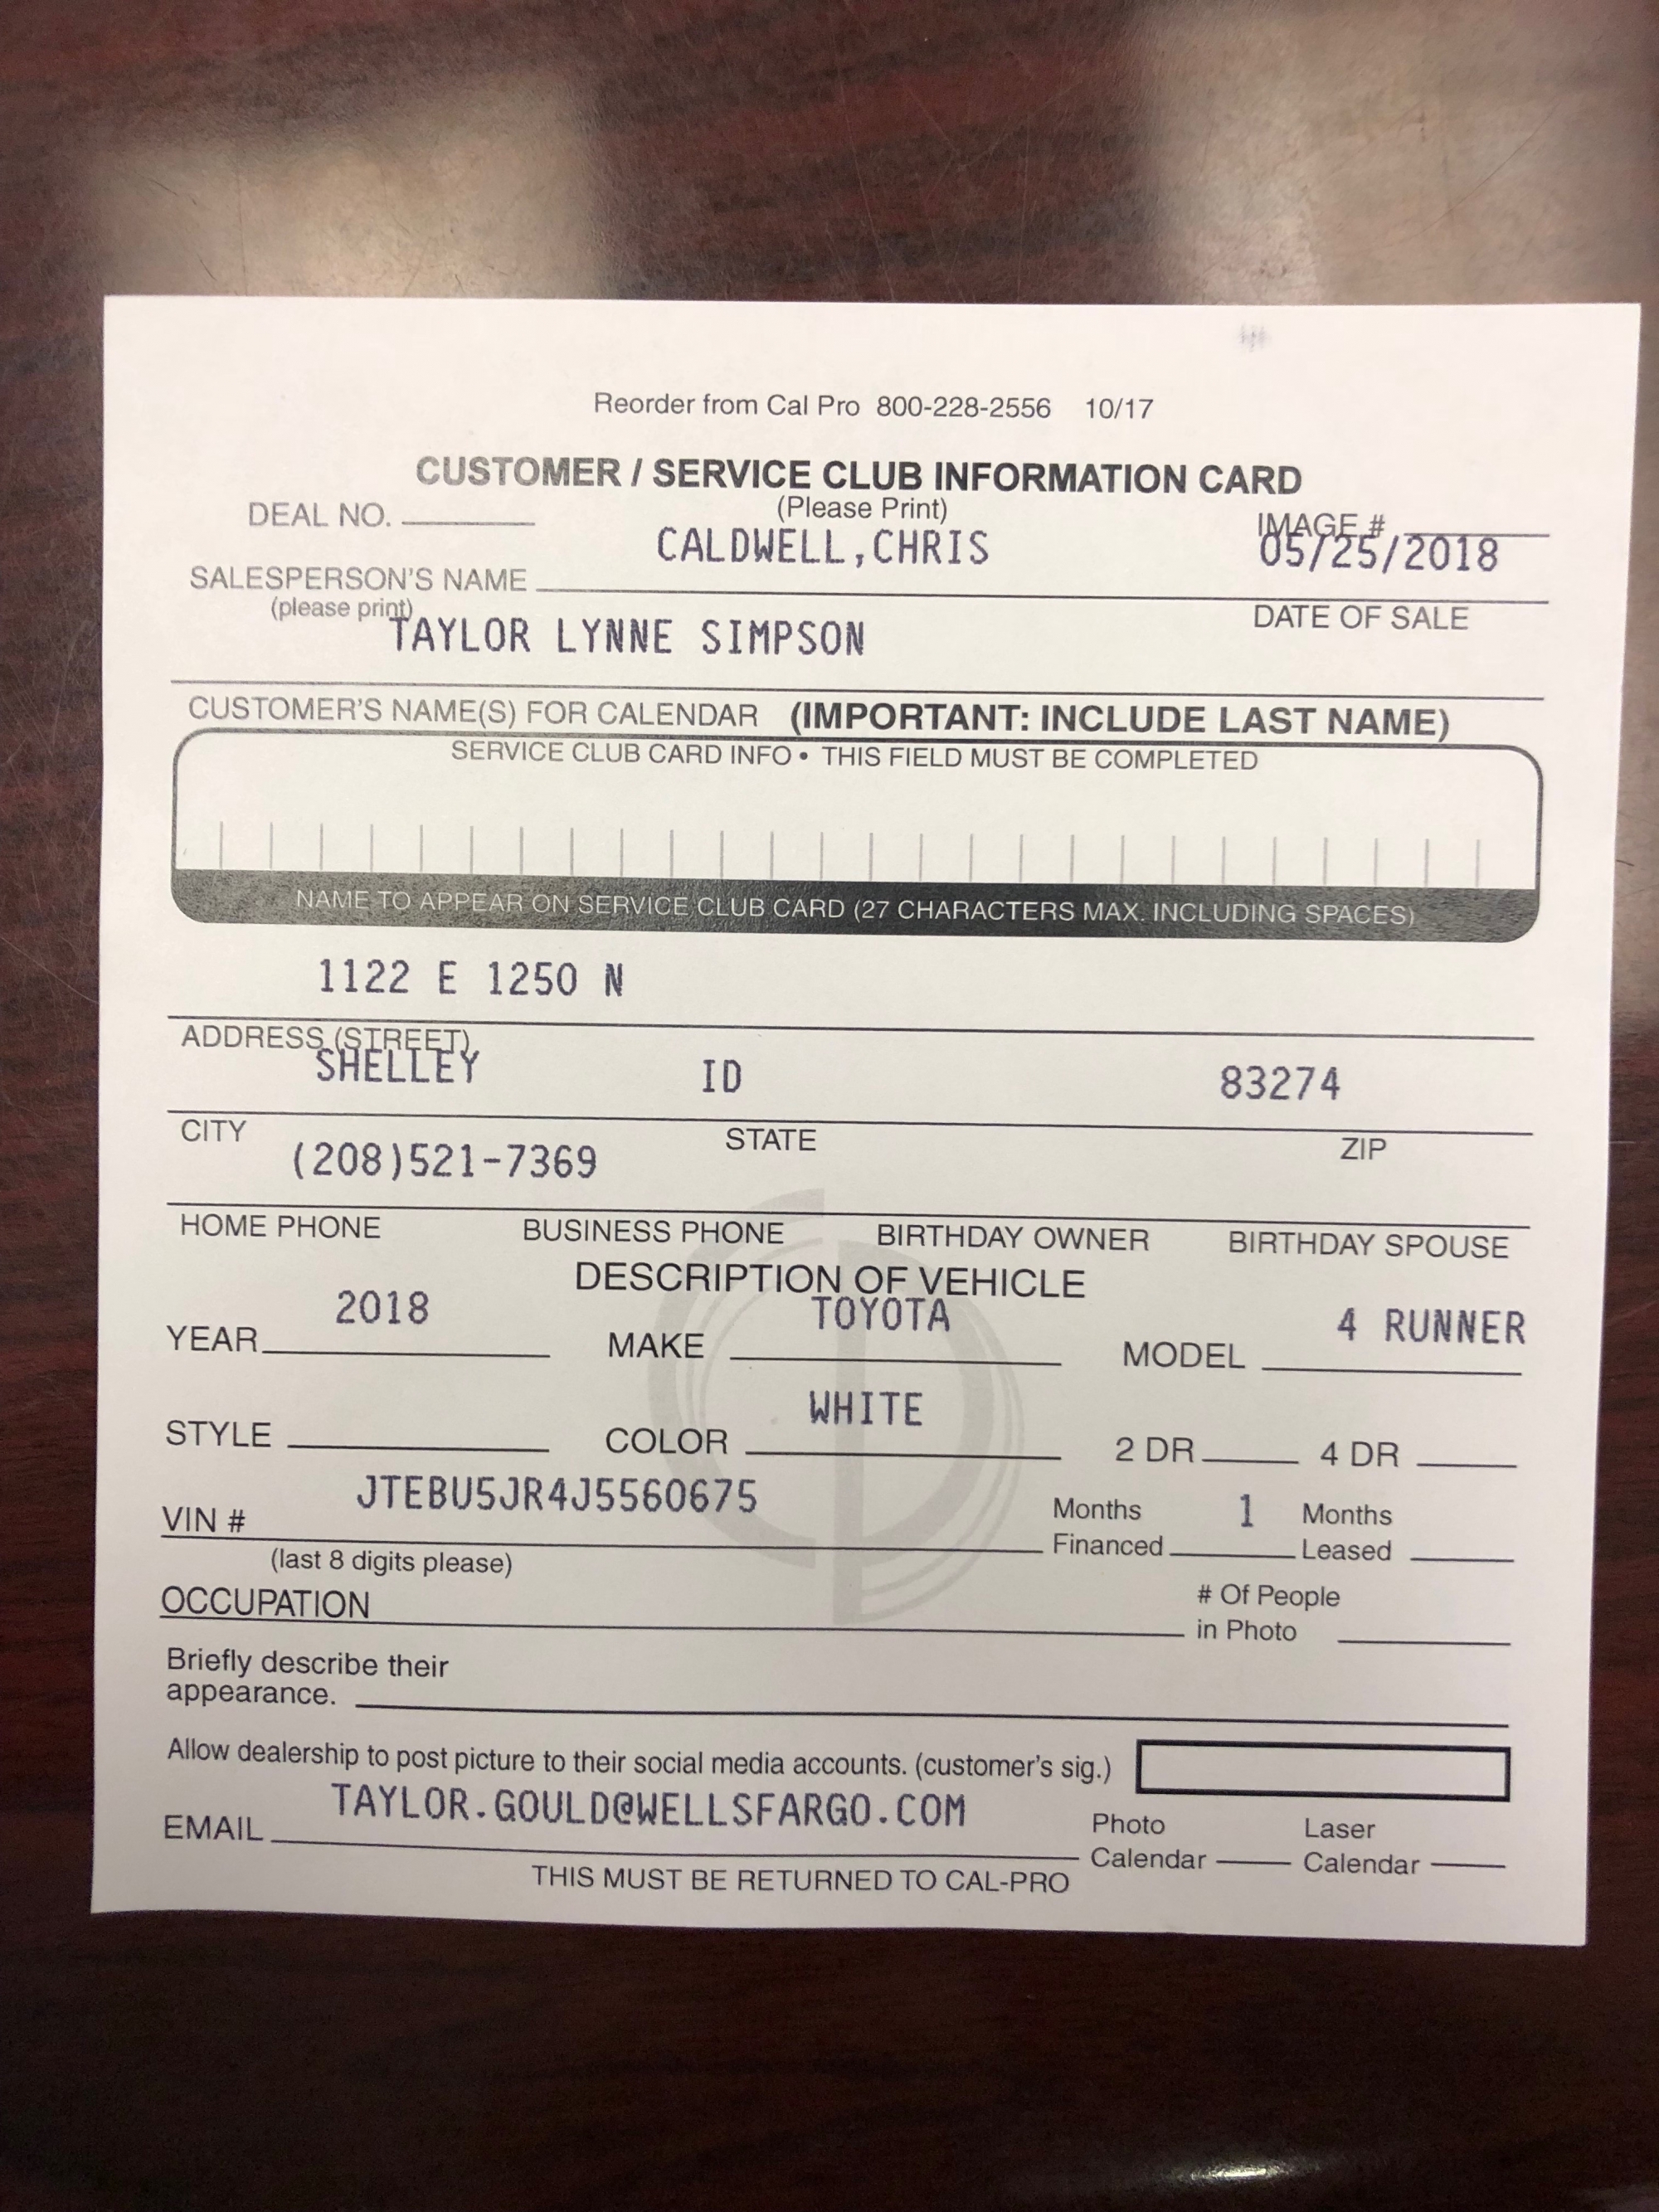 Reorder from Cal Pro 800-228-2556 10/17
CUSTOMER / SERVICE CLUB INFORMATION CARD
DEAL NO. (Please Print) IMAGE #
CALDWELL,CHRIS 05/25/2018
SALESPERSON'S NAME
(please print) DATE OF SALE
TAYLOR LYNNE SIMPSON
CUSTOMER'S NAME(S) FOR CALENDAR (IMPORTANT: INCLUDE LAST NAME)
SERVICE CLUB CARD INFO • THIS FIELD MUST BE COMPLETED
NAME TO APPEAR ON SERVICE CLUB CARD (27 CHARACTERS MAX. INCLUDING SPACES)
1122 E 1250 N
ADDRESS (STREET)
SHELLEY ID 83274
CITY STATE ZIP
(208)521-7369
HOME PHONE BUSINESS PHONE BIRTHDAY OWNER BIRTHDAY SPOUSE
DESCRIPTION OF VEHICLE
2018 TOYOTA 4 RUNNER
YEAR MAKE MODEL
WHITE
STYLE COLOR 2 DR 4 DR
JTEBU5JR4J5560675 Months 1 Months
VIN # Financed Leased
(last 8 digits please)
OCCUPATION # Of People
in Photo
Briefly describe their
appearance.
Allow dealership to post picture to their social media accounts. (customer's sig.)
TAYLOR.GOULD@WELLSFARGO.COM
EMAIL Photo Laser
Calendar Calendar
THIS MUST BE RETURNED TO CAL-PRO